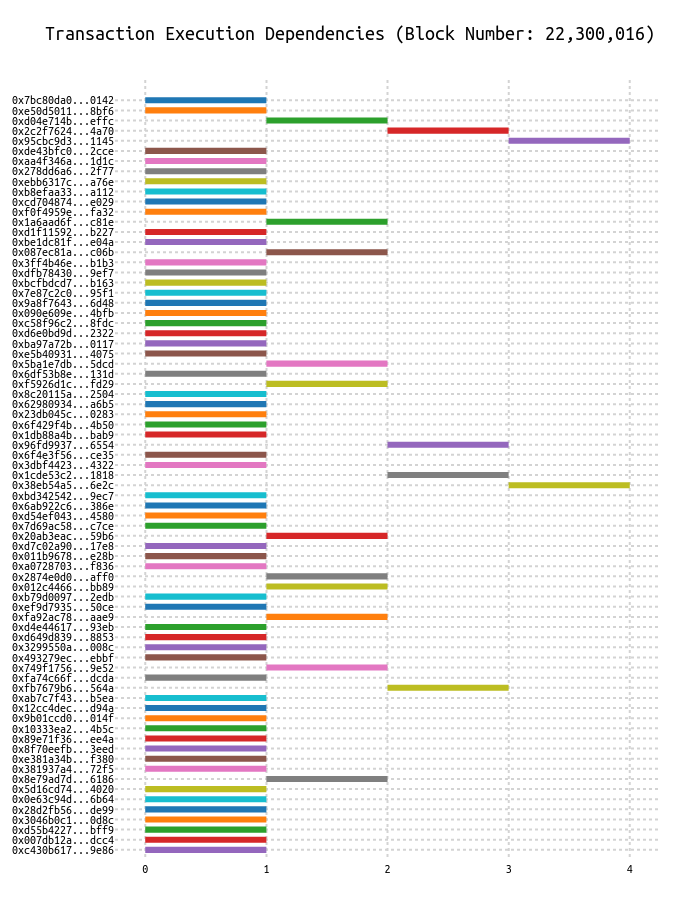 Transaction Execution Dependencies (Block Number: 22,300,016)
0x7bc80da0...0142
0xe50d5011...8bf6
0xd04e714b...effc
0x2c2f7624...4a70
0x95cbc9d3...1145
0xde43bfc0...2cce
0xaa4f346a...1d1c
0x278dd6a6...2f77
0xebb6317c...a76e
0xb8efaa33...a112
0xcd704874...e029
0xf0f4959e...fa32
0x1a6aad6f...c81e
0xd1f11592...b227
0xbe1dc81f...e04a
0x087ec81a...c06b
0x3ff4b46e...b1b3
0xdfb78430...9ef7
0xbcfbdcd7...b163
0x7e87c2c0...95f1
0x9a8f7643...6d48
0x090e609e...4bfb
0xc58f96c2...8fdc
0xd6e0bd9d...2322
0xba97a72b...0117
0xe5b40931...4075
0x5ba1e7db...5dcd
0x6df53b8e...131d
0xf5926d1c...fd29
0x8c20115a...2504
0x62980934...a6b5
0x23db045c...0283
0x6f429f4b...4b50
0x1db88a4b...bab9
0x96fd9937...6554
0x6f4e3f56...ce35
0x3dbf4423...4322
0x1cde53c2...1818
0x38eb54a5...6e2c
0xbd342542...9ec7
0x6ab922c6...386e
0xd54ef043...4580
0x7d69ac58...c7ce
0x20ab3eac...59b6
0xd7c02a90...17e8
0x011b9678...e28b
0xa0728703...f836
0x2874e0d0...aff0
0x012c4466...bb89
0xb79d0097...2edb
0xef9d7935...50ce
0xfa92ac78...aae9
0xd4e44617...93eb
0xd649d839...8853
0x3299550a...008c
0x493279ec...ebbf
0x749f1756...9e52
0xfa74c66f...dcda
0xfb7679b6...564a
0xab7c7f43...b5ea
0x12cc4dec...d94a
0x9b01ccd0...014f
0x10333ea2...4b5c
0x89e71f36...ee4a
0x8f70eefb...3eed
0xe381a34b...f380
0x381937a4...72f5
0x8e79ad7d...6186
0x5d16cd74...4020
0x0e63c94d...6b64
0x28d2fb56...de99
0x3046b0c1...0d8c
0xd55b4227...bff9
0x007db12a...dcc4
0xc430b617...9e86
0 1 2 3 4